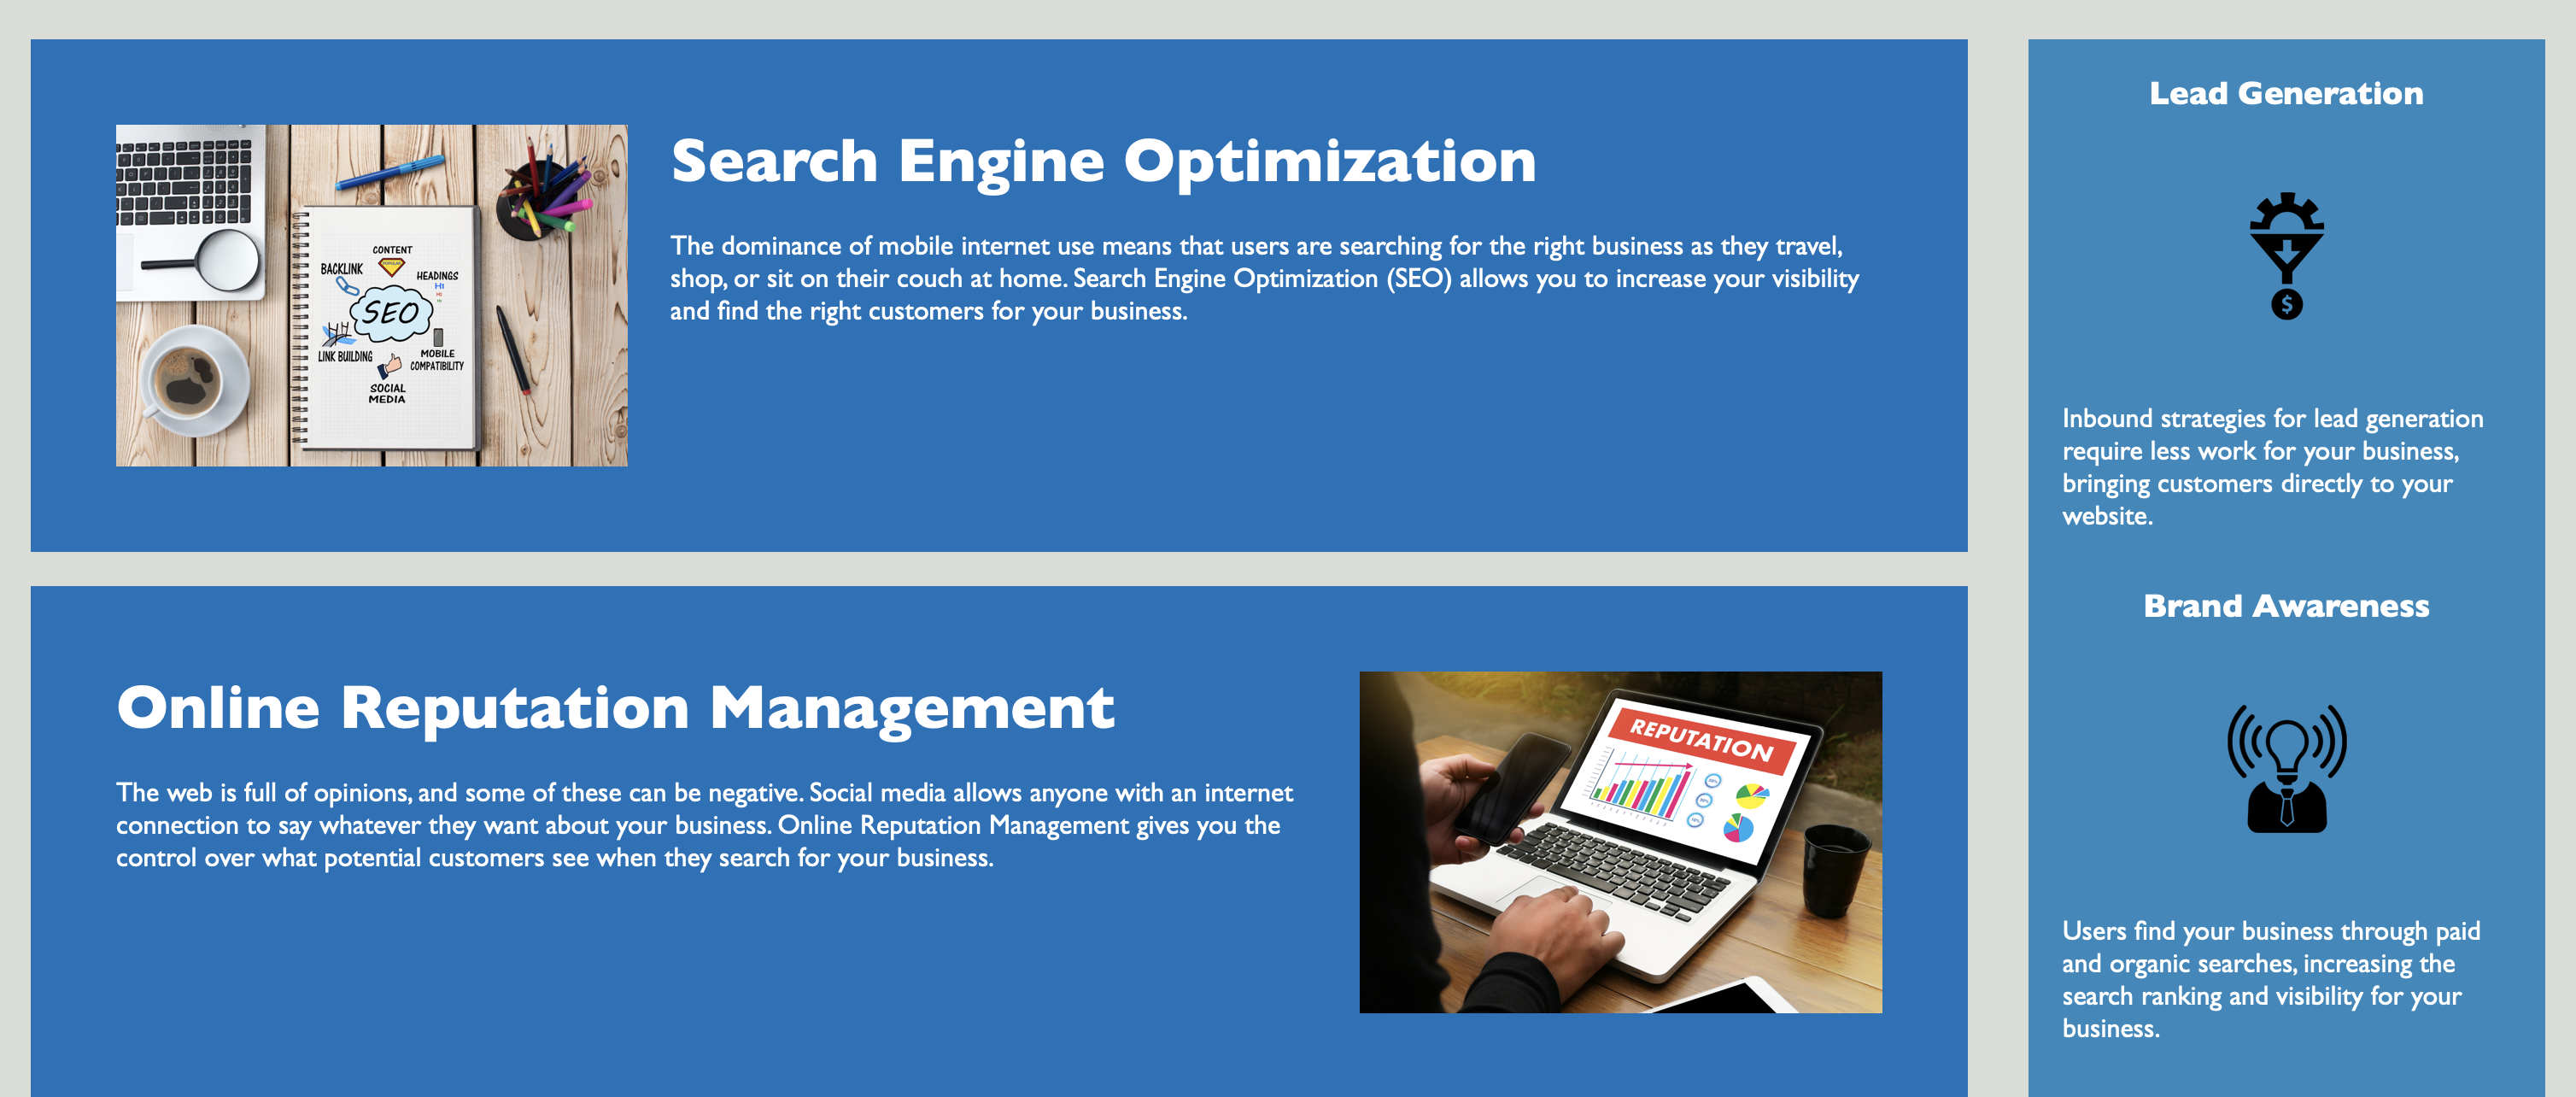 Search Engine Optimization
The dominance of mobile internet use means that users are searching for the right business as they travel,
shop, or sit on their couch at home. Search Engine Optimization (SEO) allows you to increase your visibility
and find the right customers for your business.
CONTENT
BACKLINK
HEADINGS
H1
SEO
LINK BUILDING
MOBILE
COMPATIBILITY
SOCIAL
MEDIA
Online Reputation Management
The web is full of opinions, and some of these can be negative. Social media allows anyone with an internet
connection to say whatever they want about your business. Online Reputation Management gives you the
control over what potential customers see when they search for your business.
REPUTATION
Lead Generation
$
Inbound strategies for lead generation
require less work for your business,
bringing customers directly to your
website.
Brand Awareness
Users find your business through paid
and organic searches, increasing the
search ranking and visibility for your
business.